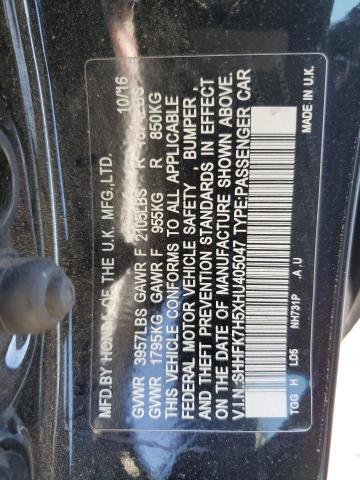 MFD.BY HONDA OF THE U.K. MFG.,LTD. 10/16
GVWR 3957LBS GAWR F 2105LBS R
GVWR 1795KG GAWR F 955KG R 850KG
THIS VEHICLE CONFORMS TO ALL APPLICABLE
FEDERAL MOTOR VEHICLE SAFETY , BUMPER ,
AND THEFT PREVENTION STANDARDS IN EFFECT
ON THE DATE OF MANUFACTURE SHOWN ABOVE.
V.I.N.:SHHFK7H5XHU405047 TYPE:PASSENGER CAR
TGG H LD5 NH731P .A .U MADE IN U.K.